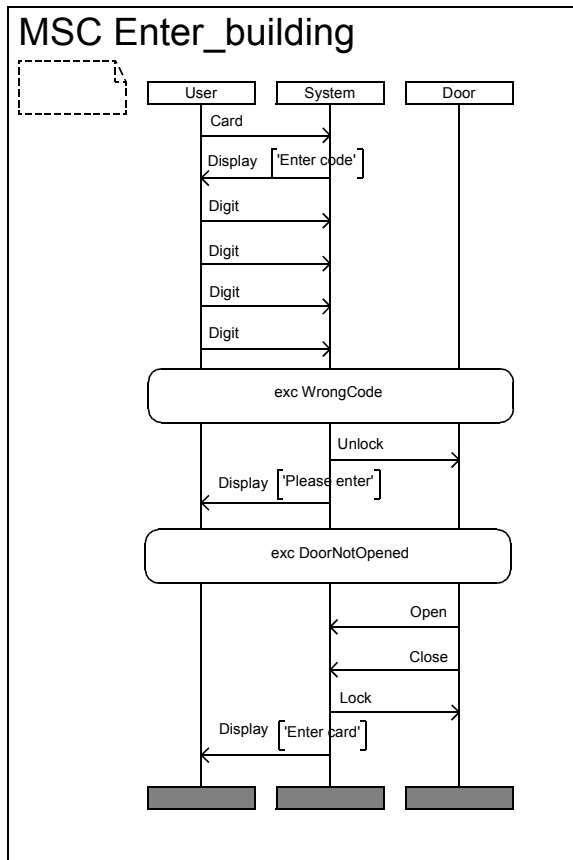 MSC Enter_building
User System Door
Card
Display 'Enter code'
Digit
Digit
Digit
Digit
exc WrongCode
Unlock
Display 'Please enter'
exc DoorNotOpened
Open
Close
Lock
Display 'Enter card'